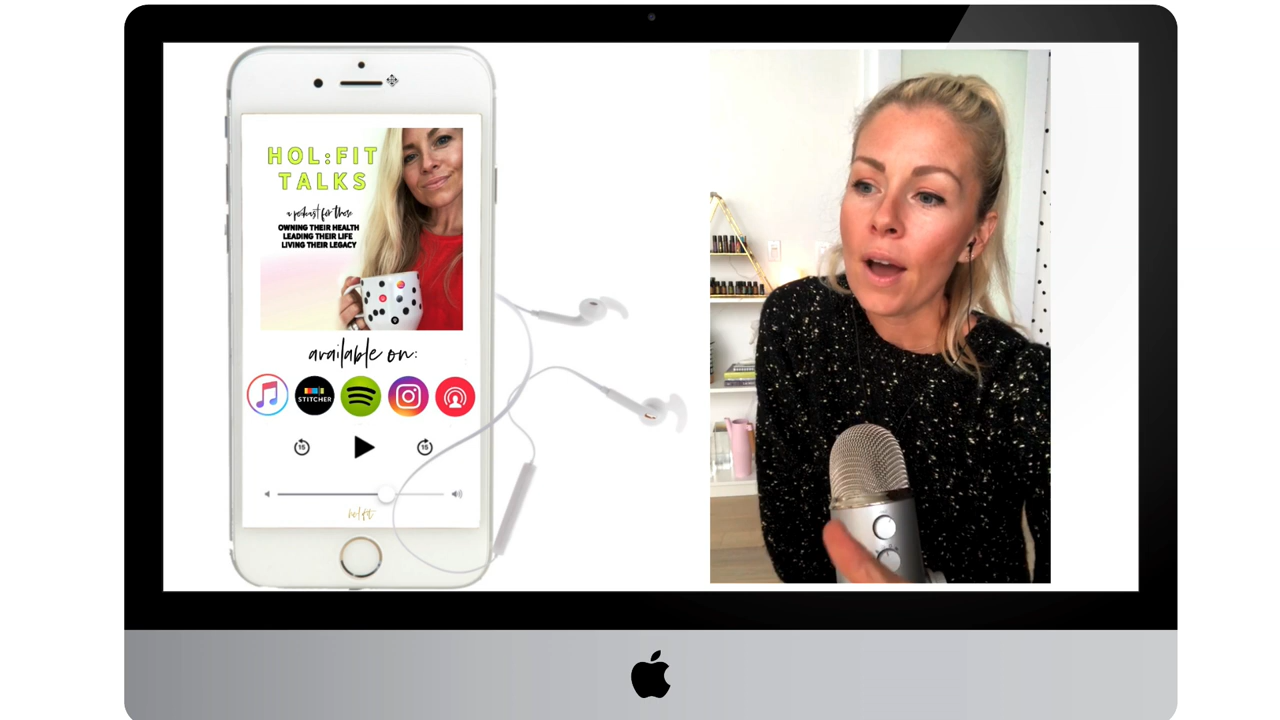 HOL:FIT
TALKS
a podcast for those
OWNING THEIR HEALTH
LEADING THEIR LIFE
LIVING THEIR LEGACY
available on:
STITCHER
15
15
holfit